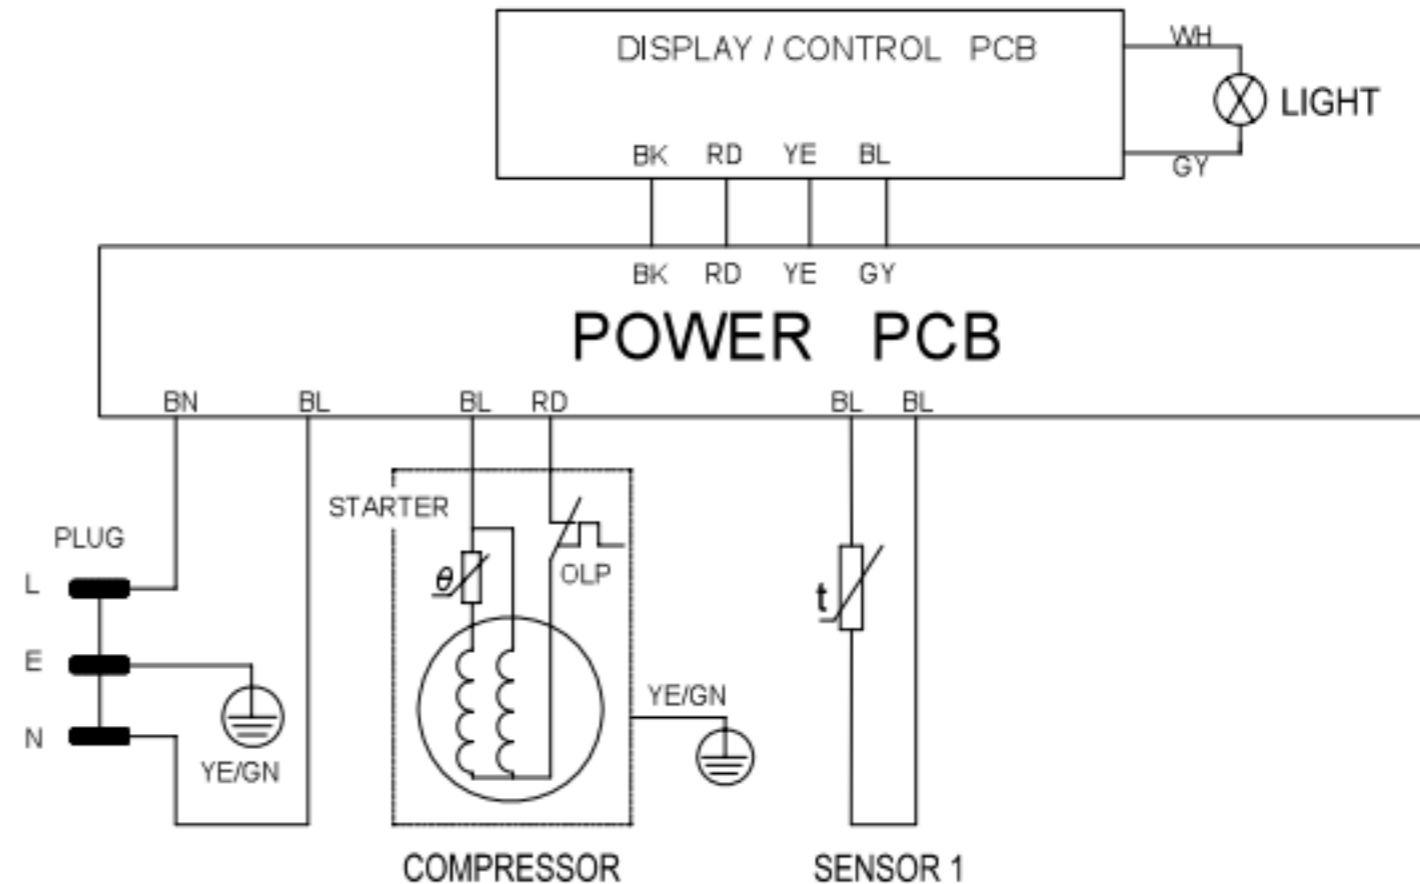 DISPLAY / CONTROL PCB
WH
LIGHT
GY
BK RD YE BL
BK RD YE GY
POWER PCB
BN BL BL RD BL BL
STARTER
PLUG
OLP
θ
L
t
E
YE/GN
N
YE/GN
COMPRESSOR
SENSOR 1